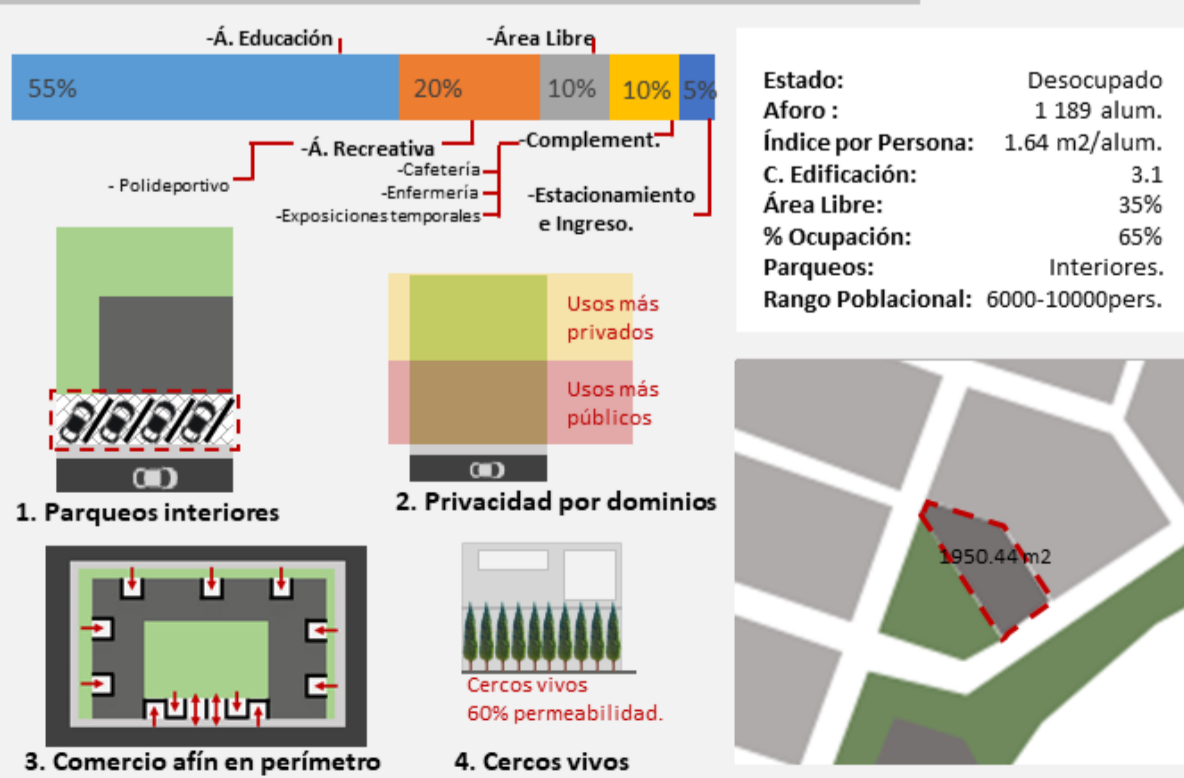 -Á. Educación
-Área Libre
55%
20%
10%
10%
5%
-Á. Recreativa
- Polideportivo
-Complement.
-Cafetería
-Enfermería
-Exposiciones temporales
-Estacionamiento
e Ingreso.
Estado: Desocupado
Aforo : 1 189 alum.
Índice por Persona: 1.64 m2/alum.
C. Edificación: 3.1
Área Libre: 35%
% Ocupación: 65%
Parqueos: Interiores.
Rango Poblacional: 6000-10000pers.
1. Parqueos interiores
Usos más
privados
Usos más
públicos
2. Privacidad por dominios
3. Comercio afín en perímetro
Cercos vivos
60% permeabilidad.
4. Cercos vivos
1950.44 m2